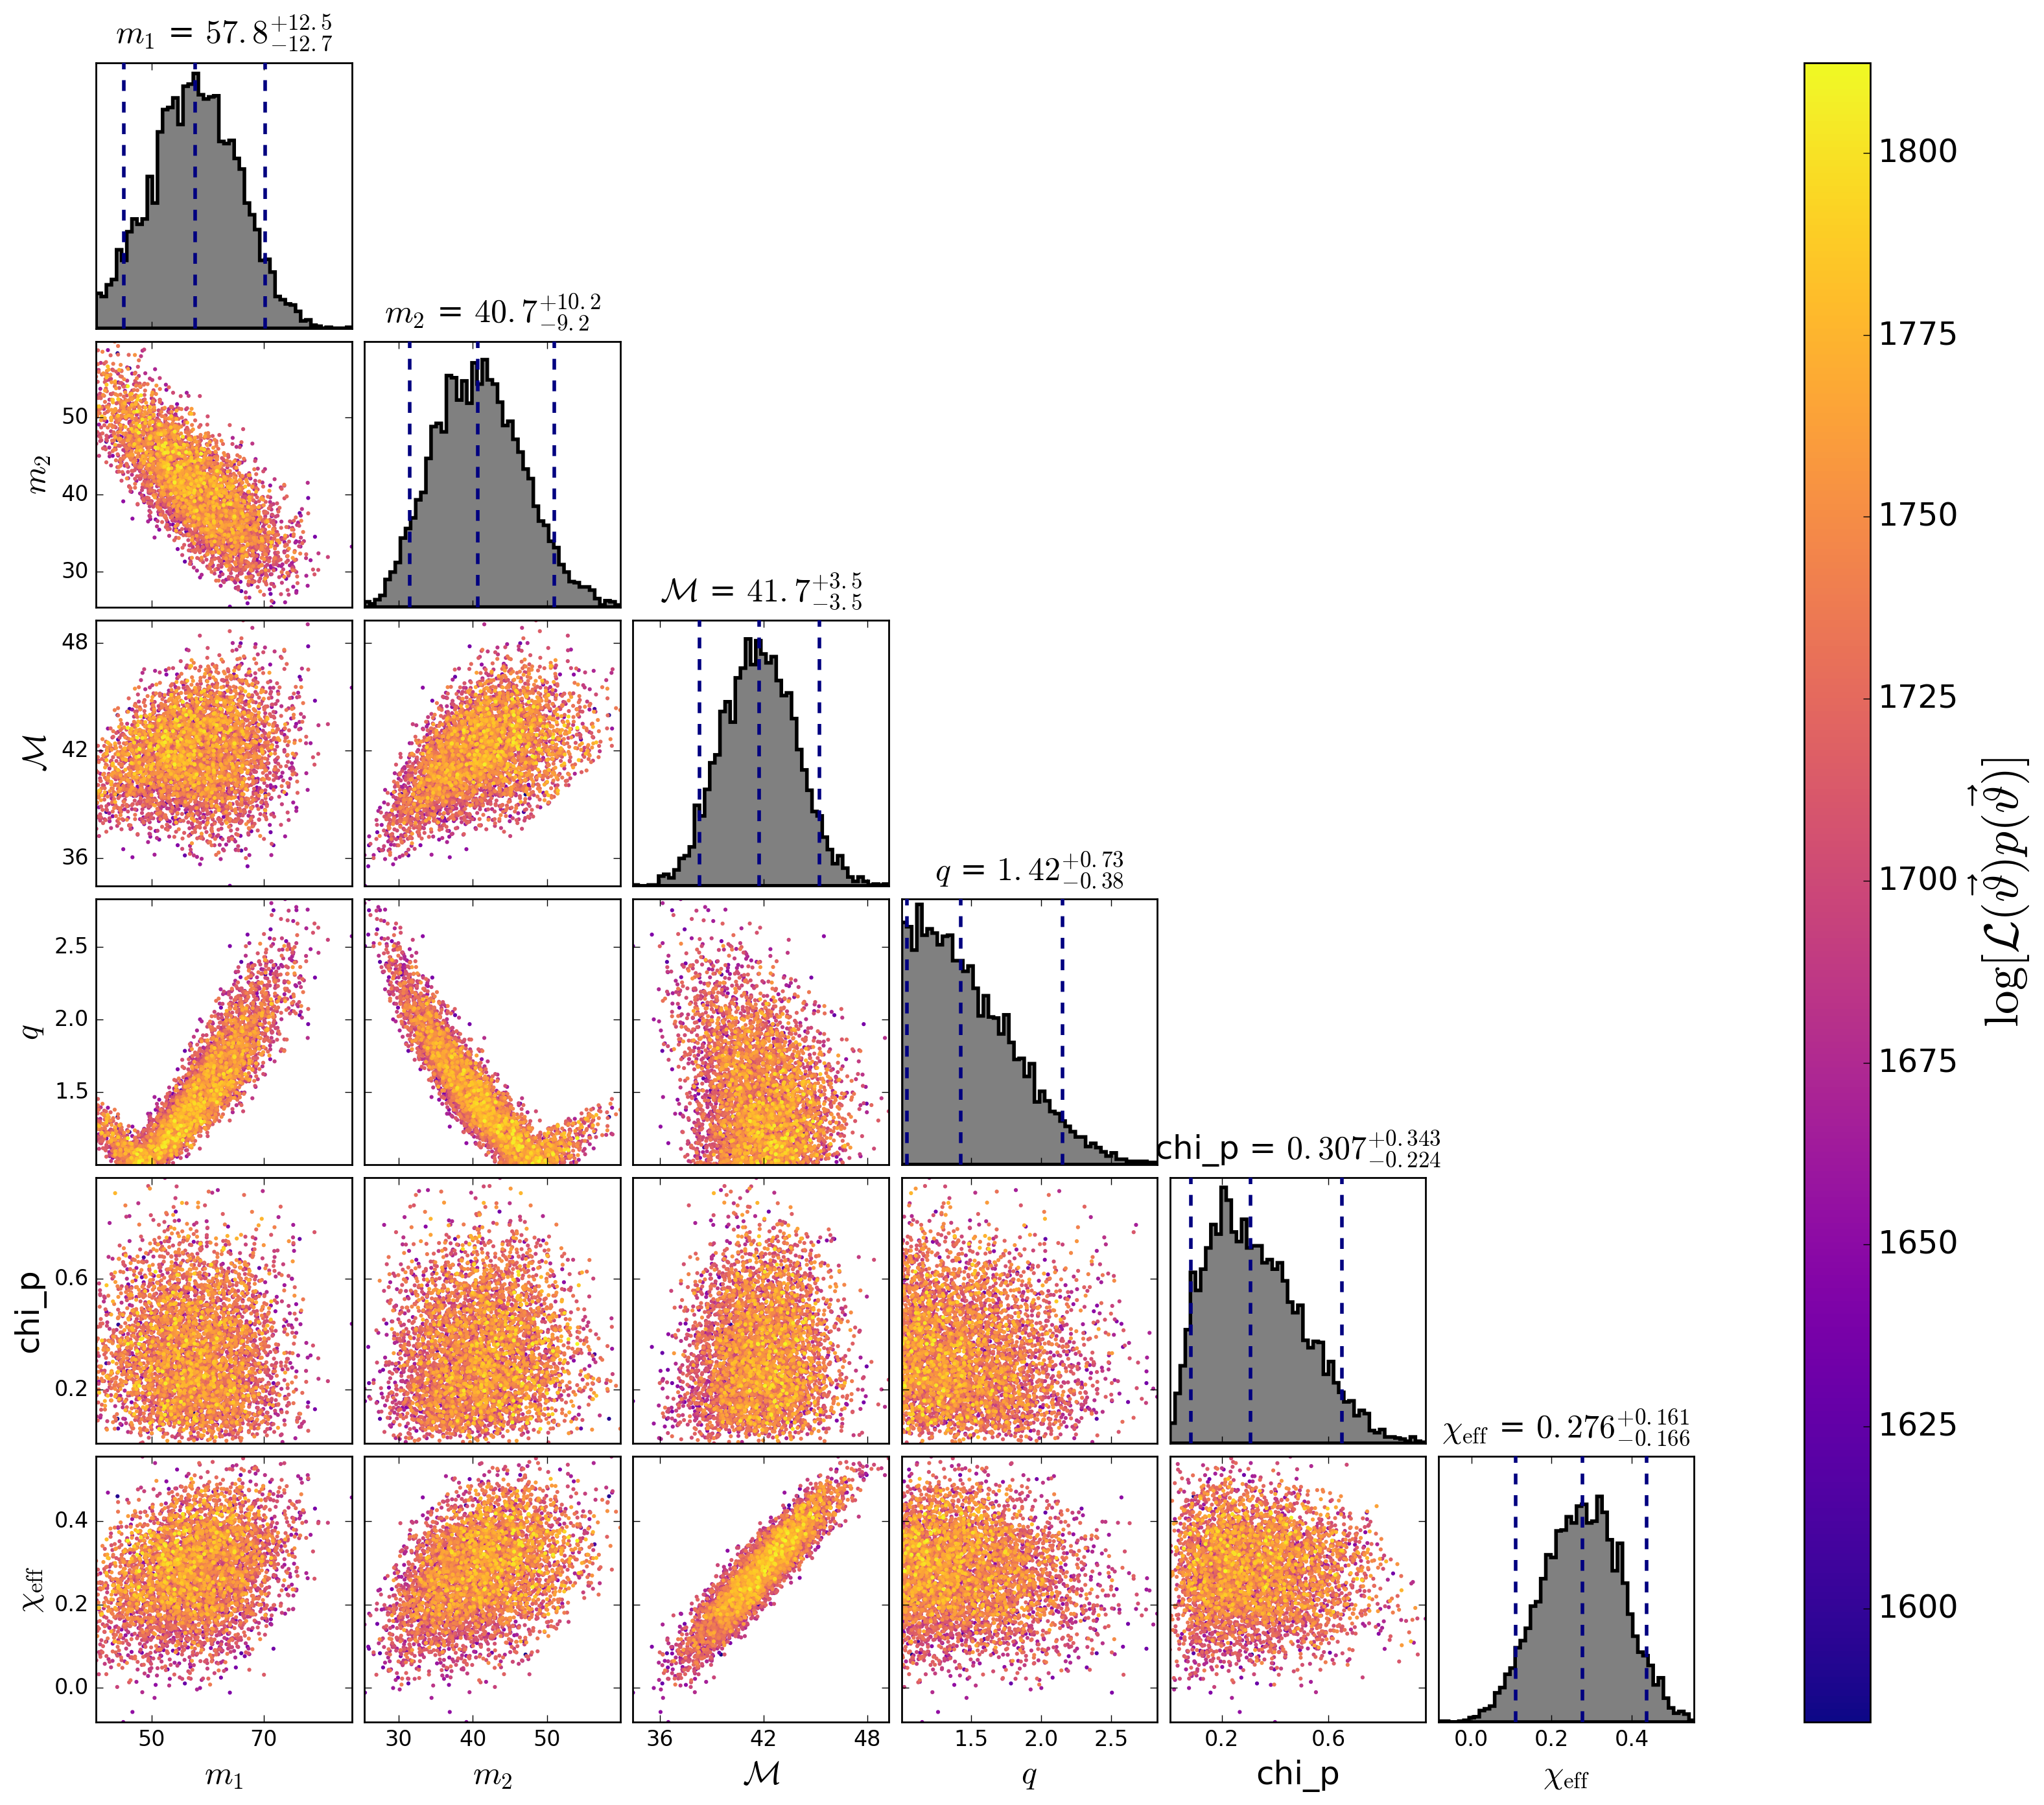 m₁ = 57.8 +12.5 −12.7
m₂ = 40.7 +10.2 −9.2
ℳ = 41.7 +3.5 −3.5
q = 1.42 +0.73 −0.38
chi_p = 0.307 +0.343 −0.224
χeff = 0.276 +0.161 −0.166
m₂
50
40
30
ℳ
48
42
36
q
2.5
2.0
1.5
chi_p
0.6
0.2
χeff
0.4
0.2
0.0
50 70
30 40 50
36 42 48
1.5 2.0 2.5
0.2 0.6
0.0 0.2 0.4
m₁
m₂
ℳ
q
chi_p
χeff
1800
1775
1750
1725
1700
1675
1650
1625
1600
log[ℒ(ϑ⃗)p(ϑ⃗)]